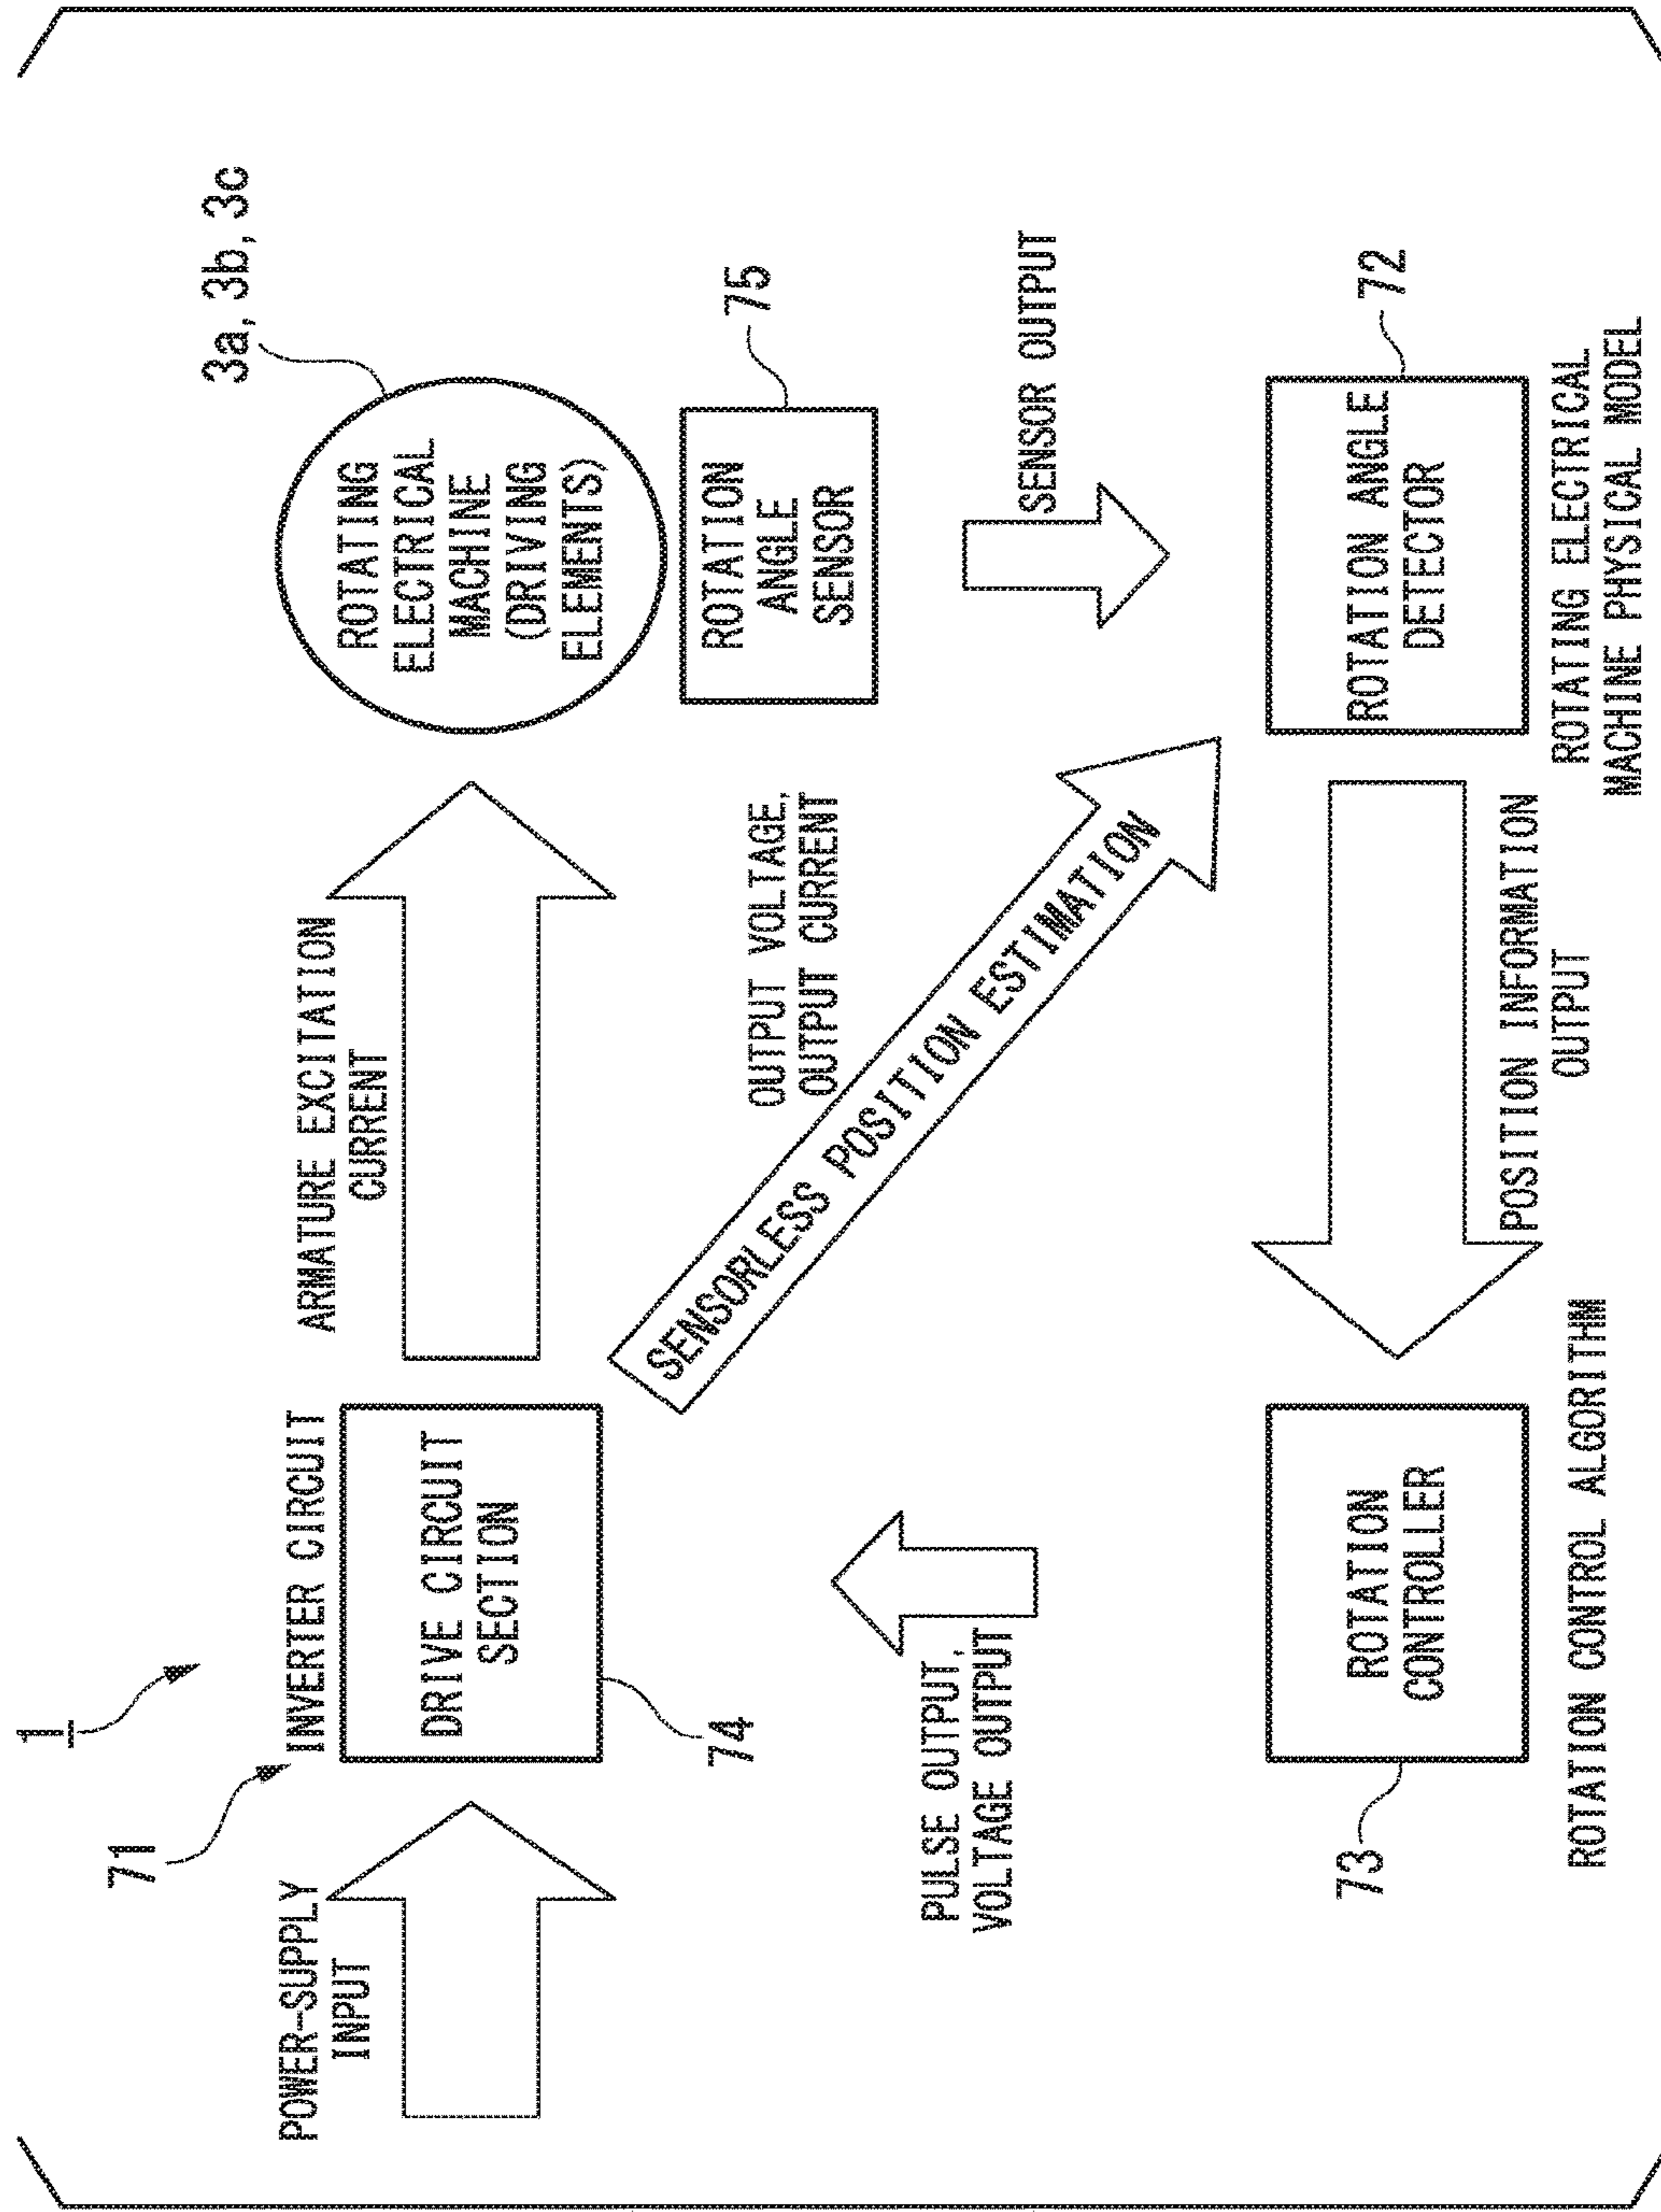 1
71
3a, 3b, 3c
POWER-SUPPLY
INPUT
INVERTER CIRCUIT
DRIVE CIRCUIT
SECTION
74
ARMATURE EXCITATION
CURRENT
ROTATING
ELECTRICAL
MACHINE
(DRIVING
ELEMENTS)
ROTATION
ANGLE
SENSOR
75
OUTPUT VOLTAGE,
OUTPUT CURRENT
SENSORLESS POSITION ESTIMATION
SENSOR OUTPUT
PULSE OUTPUT,
VOLTAGE OUTPUT
73
ROTATION
CONTROLLER
ROTATION CONTROL ALGORITHM
POSITION INFORMATION
OUTPUT
72
ROTATION ANGLE
DETECTOR
ROTATING ELECTRICAL
MACHINE PHYSICAL MODEL